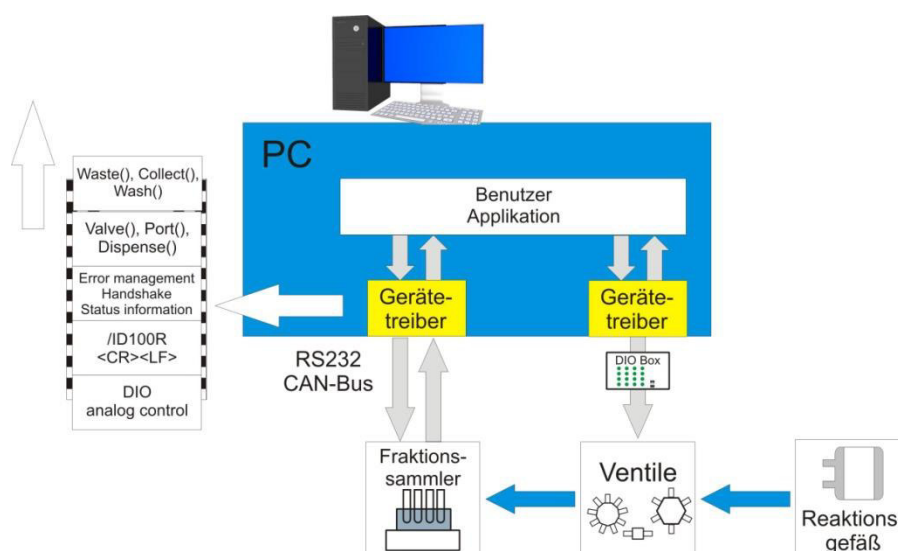 PC
Benutzer
Applikation
Waste(), Collect(),
Wash()
Valve(), Port(),
Dispense()
Error management
Handshake
Status information
/ID100R
<CR><LF>
DIO
analog control
Geräte-
treiber
Geräte-
treiber
RS232
CAN-Bus
DIO Box
Fraktions-
sammler
Ventile
Reaktions
gefäß